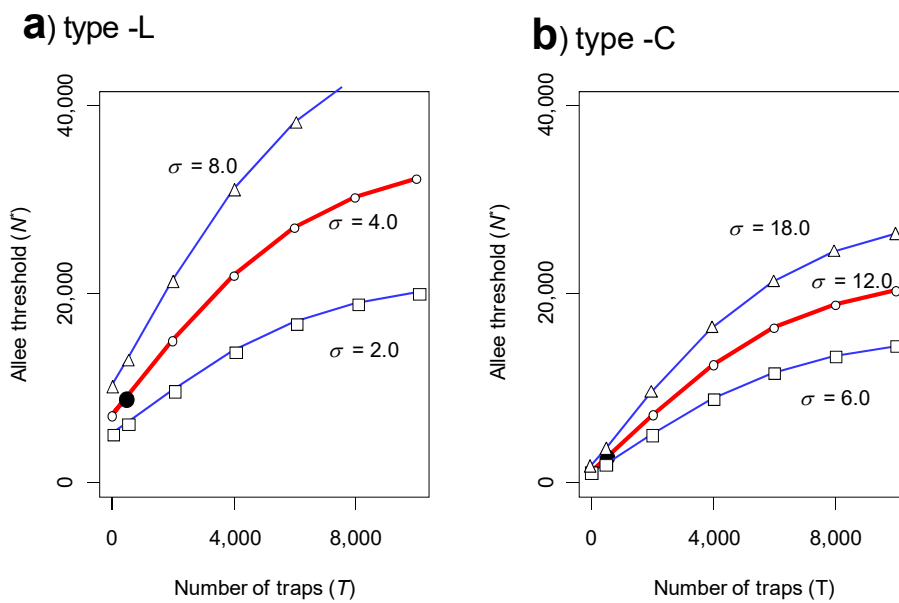 a) type -L
40,000
20,000
0
Allee threshold (N*)
σ = 8.0
σ = 4.0
σ = 2.0
0 4,000 8,000
Number of traps (T)
b) type -C
40,000
20,000
0
Allee threshold (N*)
σ = 18.0
σ = 12.0
σ = 6.0
0 4,000 8,000
Number of traps (T)